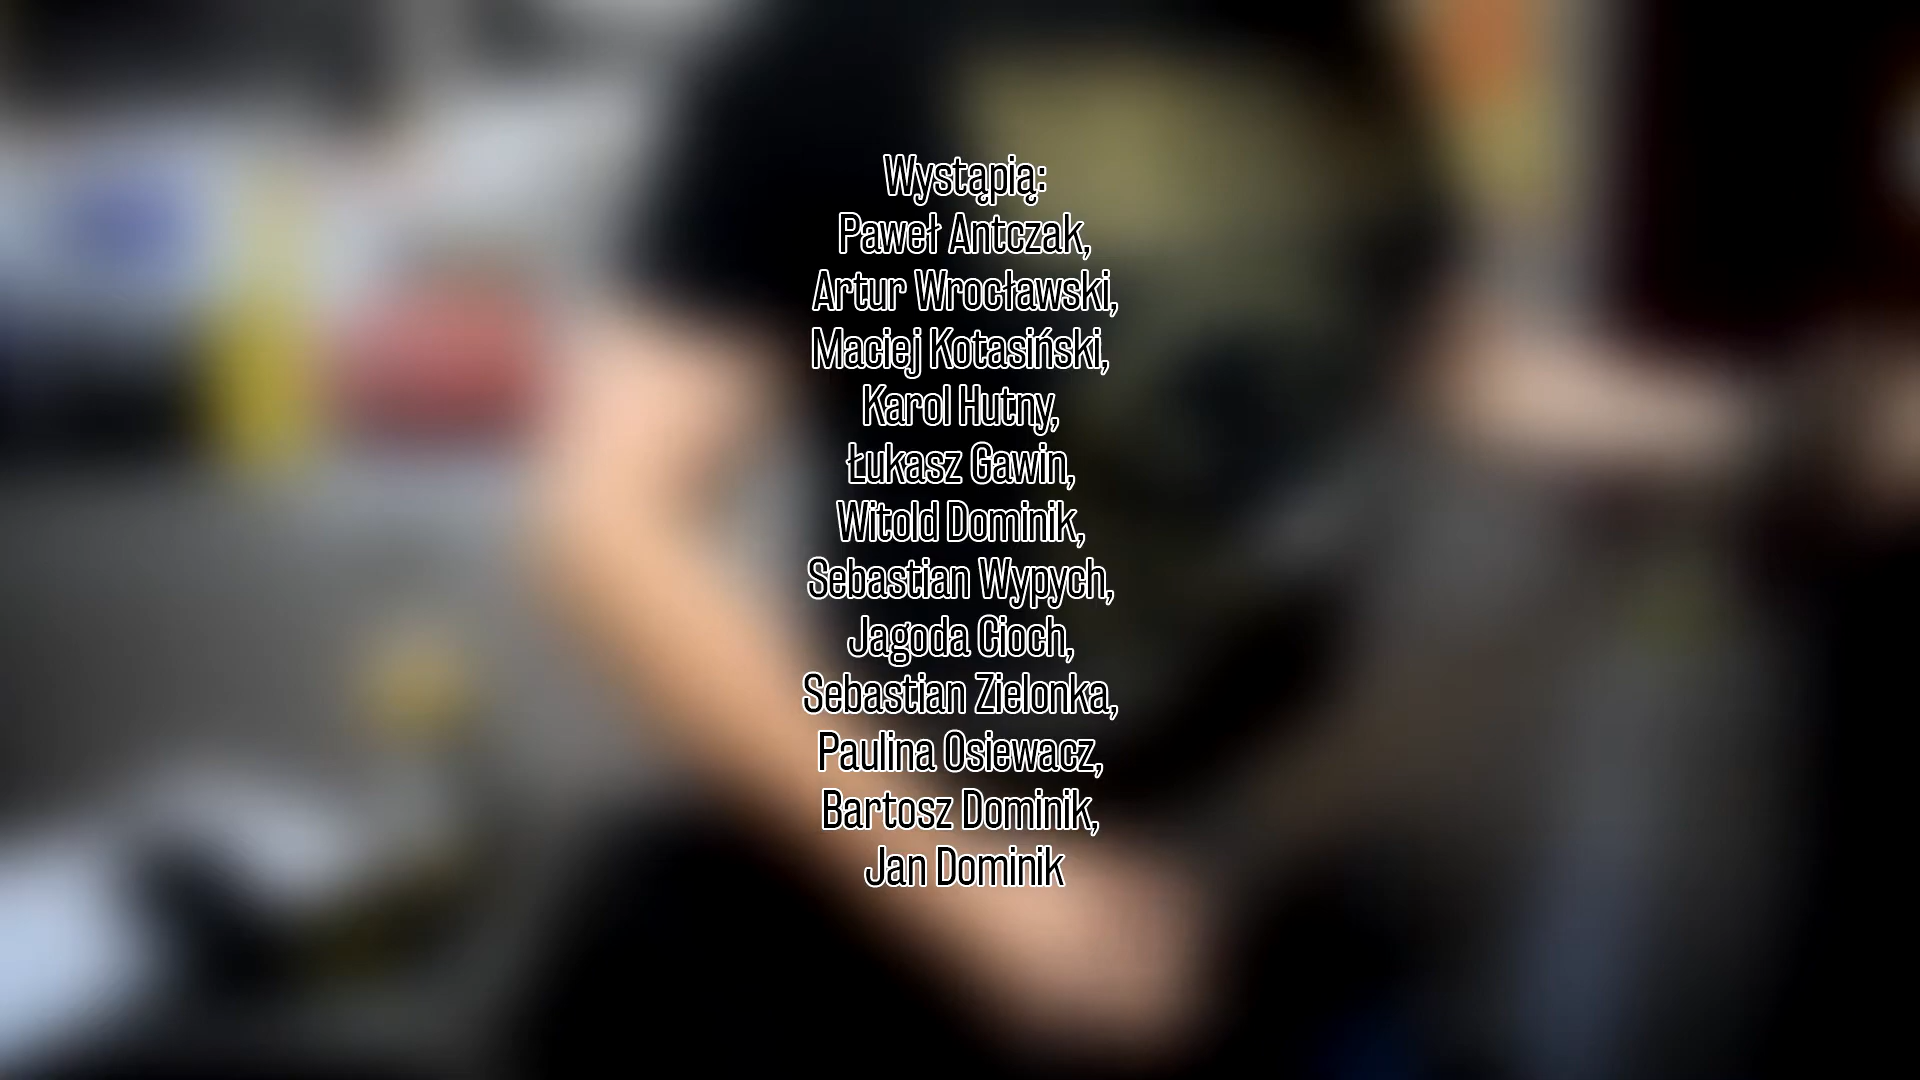 Wystąpią:
Paweł Antczak,
Artur Wrocławski,
Maciej Kotasiński,
Karol Hutny,
Łukasz Gawin,
Witold Dominik,
Sebastian Wypych,
Jagoda Cioch,
Sebastian Zielonka,
Paulina Osiewacz,
Bartosz Dominik,
Jan Dominik